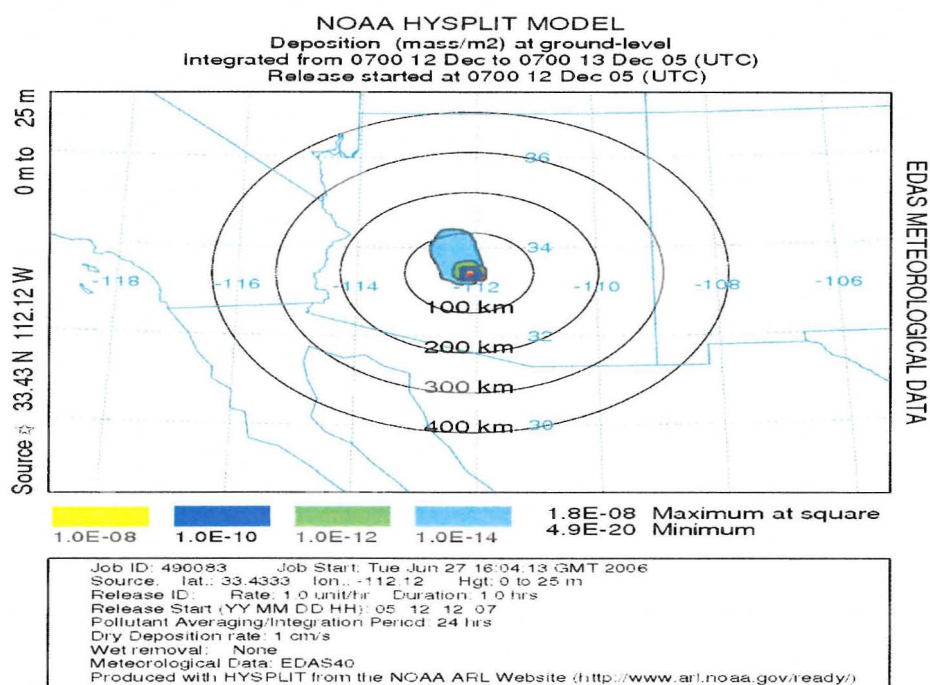 NOAA HYSPLIT MODEL
Deposition (mass/m2) at ground-level
Integrated from 0700 12 Dec to 0700 13 Dec 05 (UTC)
Release started at 0700 12 Dec 05 (UTC)
Source ☆ 33.43 N 112.12 W 0 m to 25 m
36
34
-118
-116
-114
-112
-110
-108
-106
100 km
32
200 km
300 km
400 km
30
EDAS METEOROLOGICAL DATA
1.0E-08 1.0E-10 1.0E-12 1.0E-14
1.8E-08 Maximum at square
4.9E-20 Minimum
Job ID: 490083 Job Start: Tue Jun 27 16:04:13 GMT 2006
Source: lat.: 33.4333 lon.: -112.12 Hgt: 0 to 25 m
Release ID: Rate: 1.0 unit/hr Duration: 1.0 hrs
Release Start (YY MM DD HH): 05 12 12 07
Pollutant Averaging/Integration Period: 24 hrs
Dry Deposition rate: 1 cm/s
Wet removal: None
Meteorological Data: EDAS40
Produced with HYSPLIT from the NOAA ARL Website (http://www.arl.noaa.gov/ready/)